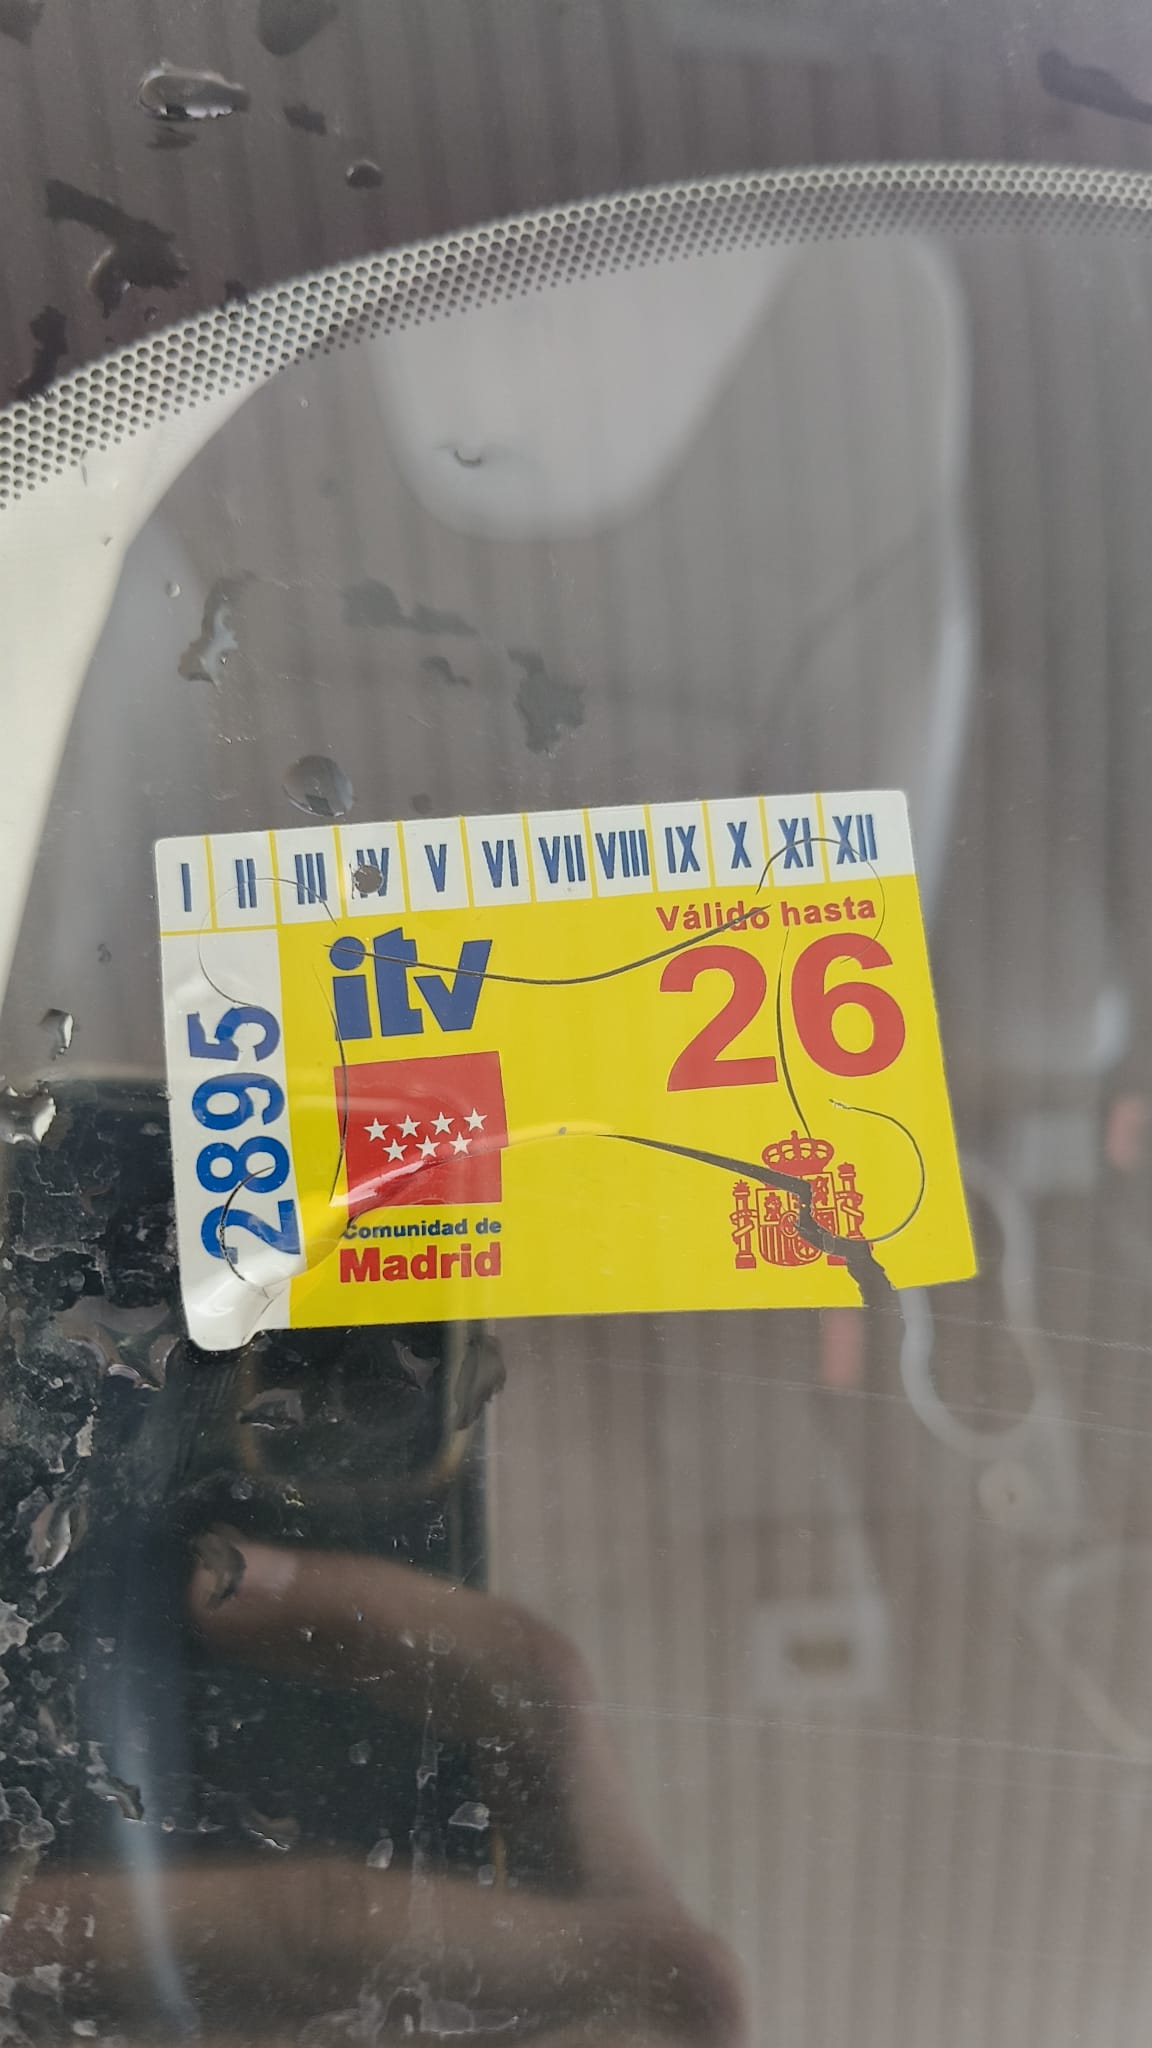 I II III IV V VI VII VIII IX X XI XII
Válido hasta
26
itv
2895
Comunidad de
Madrid